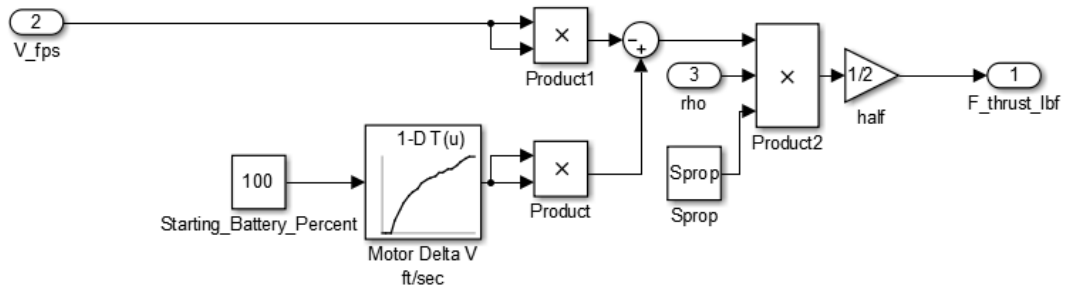 2
V_fps
×
Product1
−
+
3
rho
×
Product2
1/2
half
1
F_thrust_lbf
100
Starting_Battery_Percent
1-D T(u)
Motor Delta V
ft/sec
×
Product
Sprop
Sprop